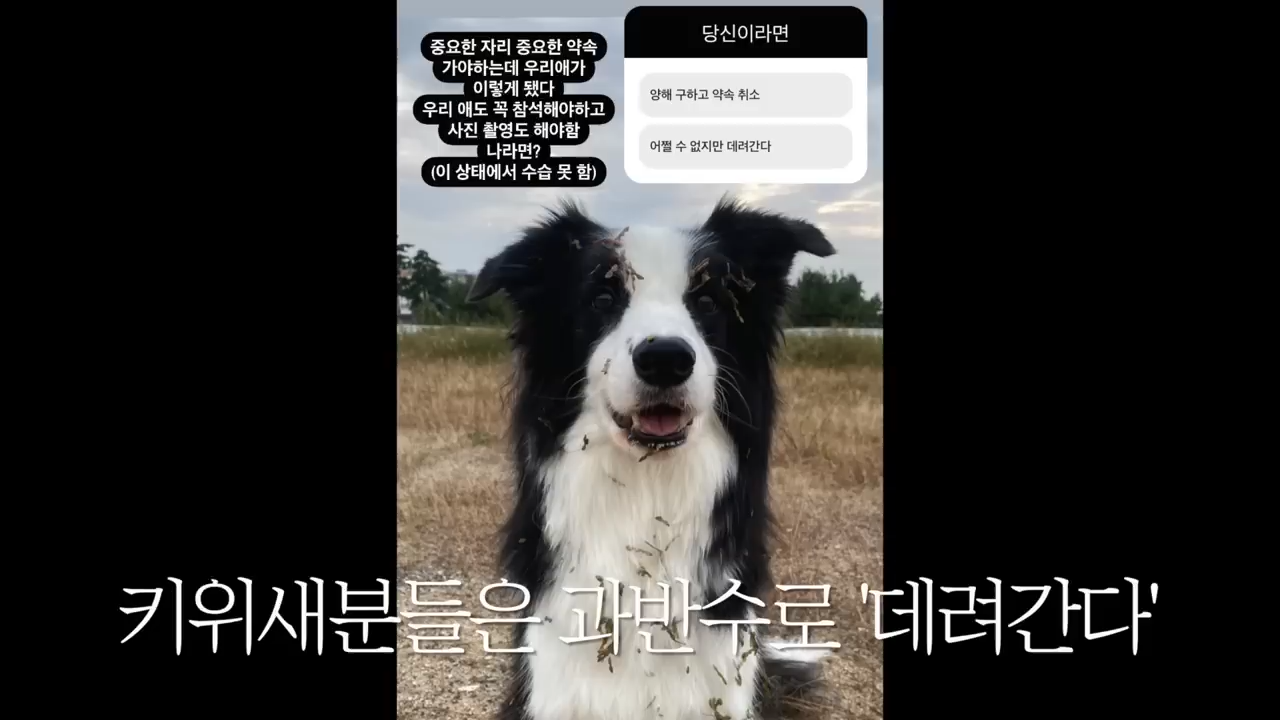 중요한 자리 중요한 약속
가야하는데 우리애가
이렇게 됐다
우리 애도 꼭 참석해야하고
사진 촬영도 해야함
나라면?
(이 상태에서 수습 못 함)
당신이라면
양해 구하고 약속 취소
어쩔 수 없지만 데려간다
키위새분들은 과반수로 '데려간다'